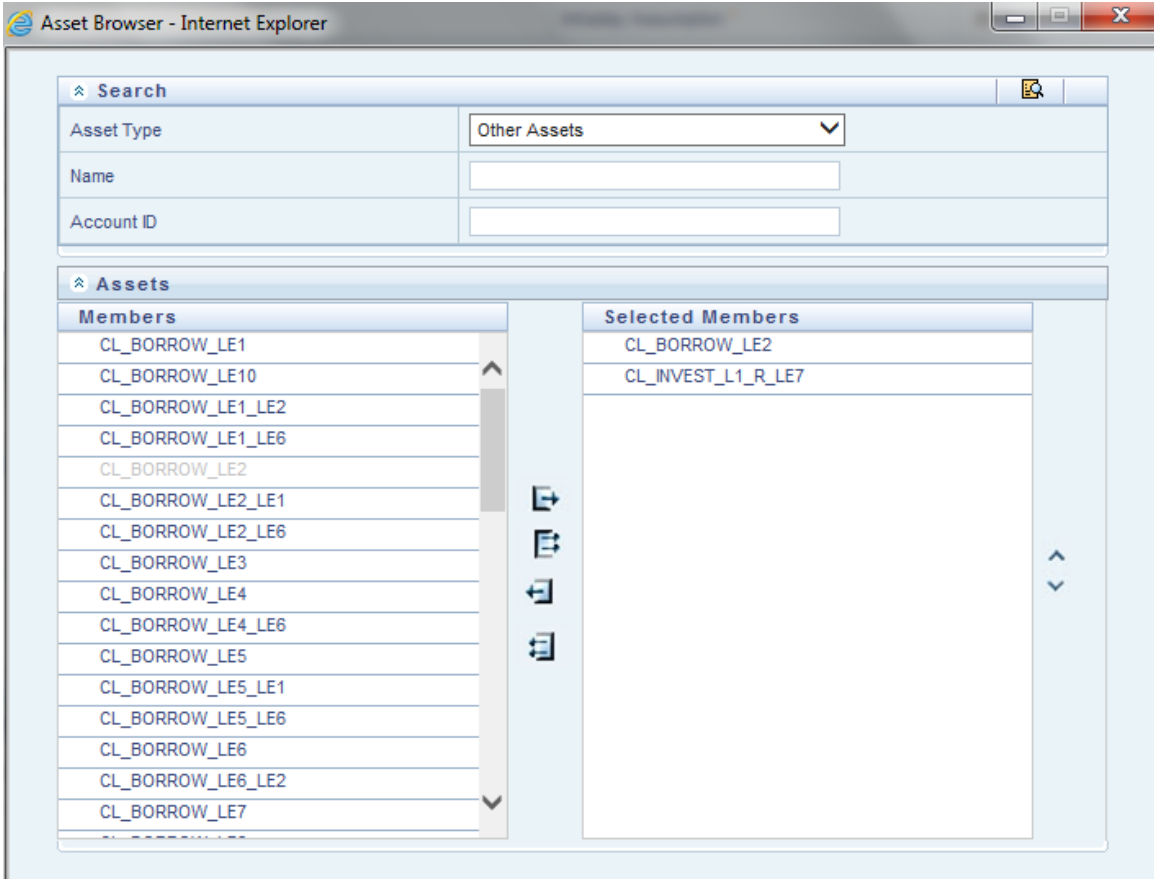 Asset Browser - Internet Explorer
Search
Asset Type
Other Assets
Name
Account ID
Assets
Members
CL_BORROW_LE1
CL_BORROW_LE10
CL_BORROW_LE1_LE2
CL_BORROW_LE1_LE6
CL_BORROW_LE2
CL_BORROW_LE2_LE1
CL_BORROW_LE2_LE6
CL_BORROW_LE3
CL_BORROW_LE4
CL_BORROW_LE4_LE6
CL_BORROW_LE5
CL_BORROW_LE5_LE1
CL_BORROW_LE5_LE6
CL_BORROW_LE6
CL_BORROW_LE6_LE2
CL_BORROW_LE7
Selected Members
CL_BORROW_LE2
CL_INVEST_L1_R_LE7